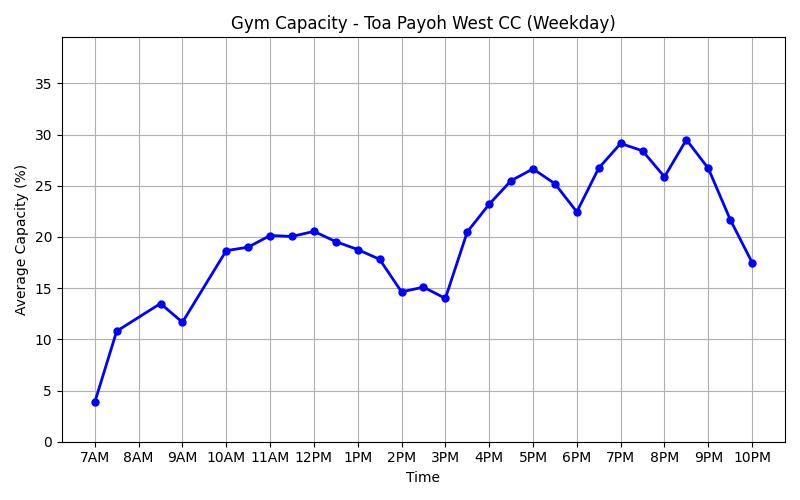 Gym Capacity - Toa Payoh West CC (Weekday)
Average Capacity (%)
35
30
25
20
15
10
5
0
7AM 8AM 9AM 10AM 11AM 12PM 1PM 2PM 3PM 4PM 5PM 6PM 7PM 8PM 9PM 10PM
Time